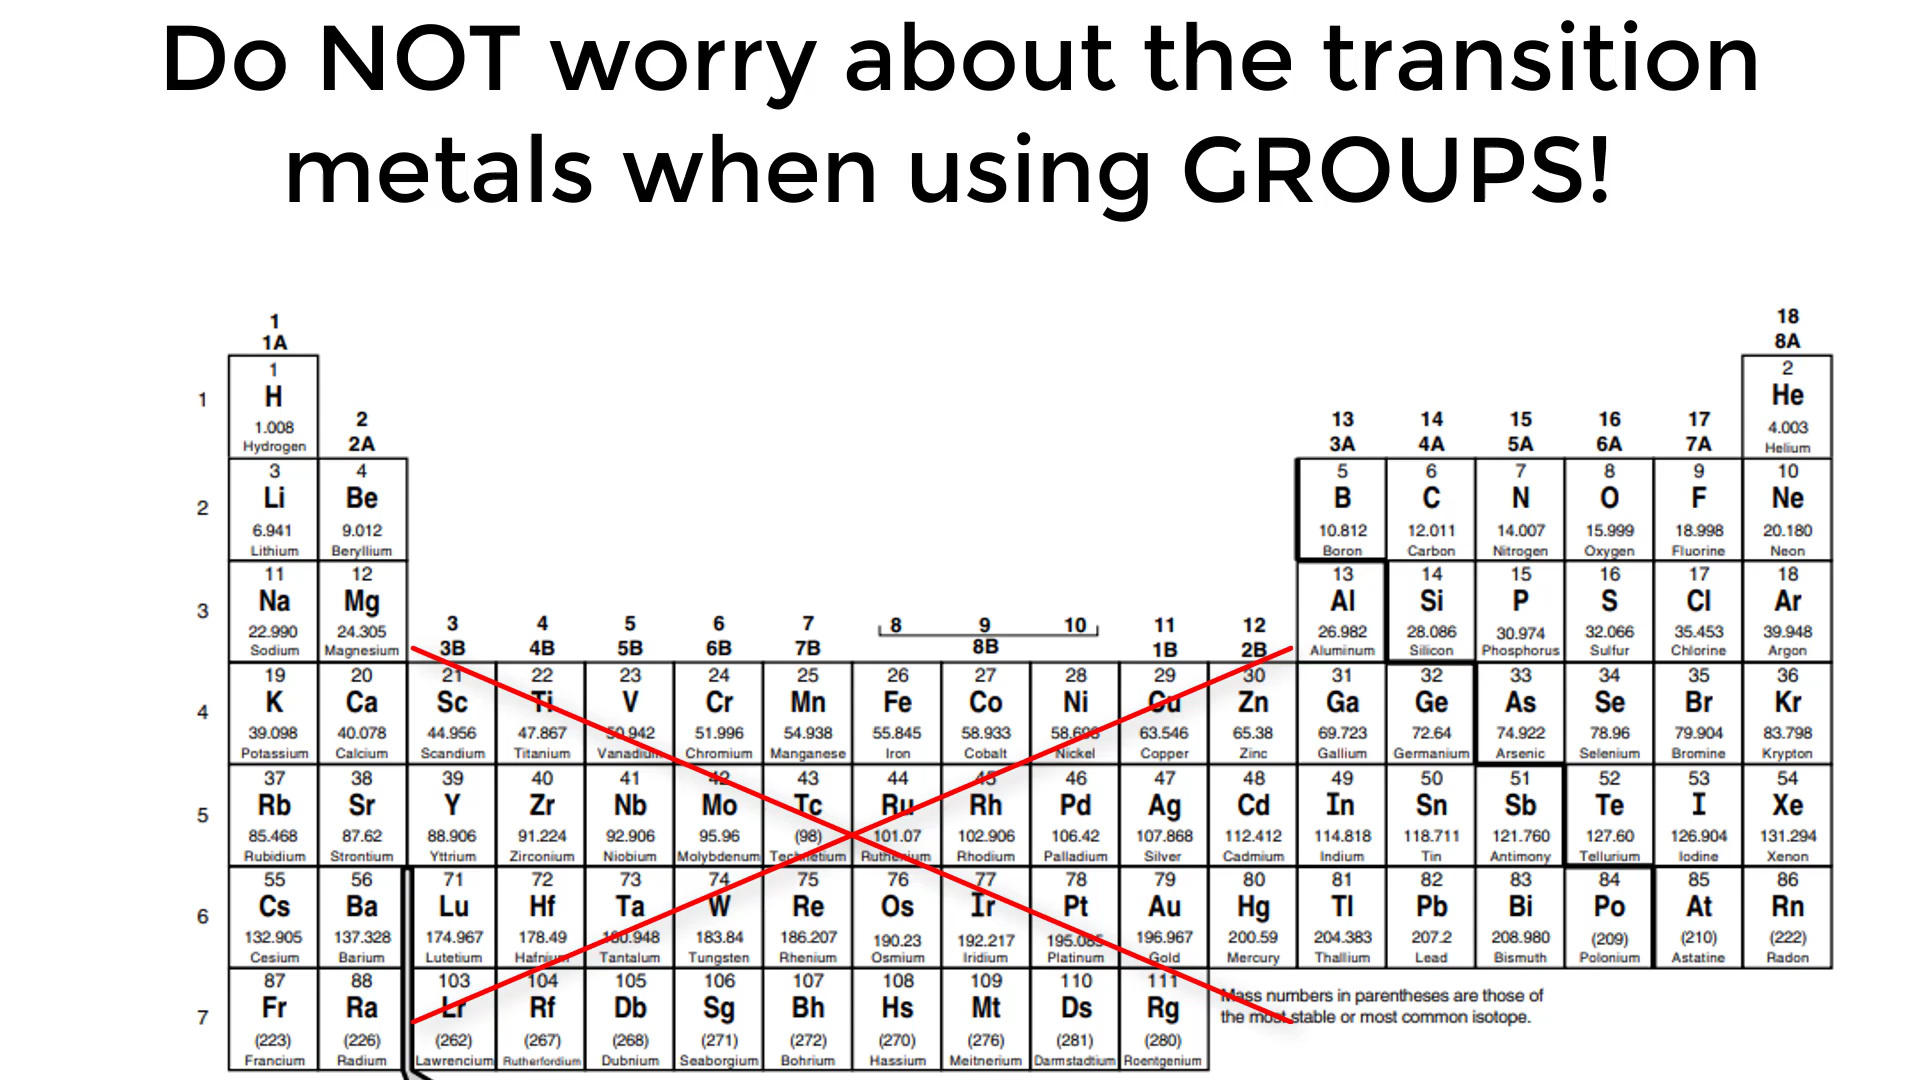 Do NOT worry about the transition
metals when using GROUPS!
1 18
1A 8A
1 2
1 H He
2 13 14 15 16 17
1.008 4.003
Hydrogen 2A 3A 4A 5A 6A 7A Helium
3 4 5 6 7 8 9 10
2 Li Be B C N O F Ne
6.941 9.012 10.812 12.011 14.007 15.999 18.998 20.180
Lithium Beryllium Boron Carbon Nitrogen Oxygen Fluorine Neon
11 12 13 14 15 16 17 18
3 Na Mg Al Si P S Cl Ar
3 4 5 6 7 8 9 10 11 12
22.990 24.305 26.982 28.086 30.974 32.066 35.453 39.948
Sodium Magnesium 3B 4B 5B 6B 7B 8B 1B 2B Aluminum Silicon Phosphorus Sulfur Chlorine Argon
19 20 21 22 23 24 25 26 27 28 29 30 31 32 33 34 35 36
4 K Ca Sc Ti V Cr Mn Fe Co Ni Cu Zn Ga Ge As Se Br Kr
39.098 40.078 44.956 47.867 50.942 51.996 54.938 55.845 58.933 58.693 63.546 65.38 69.723 72.64 74.922 78.96 79.904 83.798
Potassium Calcium Scandium Titanium Vanadium Chromium Manganese Iron Cobalt Nickel Copper Zinc Gallium Germanium Arsenic Selenium Bromine Krypton
37 38 39 40 41 42 43 44 45 46 47 48 49 50 51 52 53 54
5 Rb Sr Y Zr Nb Mo Tc Ru Rh Pd Ag Cd In Sn Sb Te I Xe
85.468 87.62 88.906 91.224 92.906 95.96 (98) 101.07 102.906 106.42 107.868 112.412 114.818 118.711 121.760 127.60 126.904 131.294
Rubidium Strontium Yttrium Zirconium Niobium Molybdenum Technetium Ruthenium Rhodium Palladium Silver Cadmium Indium Tin Antimony Tellurium Iodine Xenon
55 56 71 72 73 74 75 76 77 78 79 80 81 82 83 84 85 86
6 Cs Ba Lu Hf Ta W Re Os Ir Pt Au Hg Tl Pb Bi Po At Rn
132.905 137.328 174.967 178.49 180.948 183.84 186.207 190.23 192.217 195.085 196.967 200.59 204.383 207.2 208.980 (209) (210) (222)
Cesium Barium Lutetium Hafnium Tantalum Tungsten Rhenium Osmium Iridium Platinum Gold Mercury Thallium Lead Bismuth Polonium Astatine Radon
87 88 103 104 105 106 107 108 109 110 111
7 Fr Ra Lr Rf Db Sg Bh Hs Mt Ds Rg
(223) (226) (262) (267) (268) (271) (272) (270) (276) (281) (280)
Francium Radium Lawrencium Rutherfordium Dubnium Seaborgium Bohrium Hassium Meitnerium Darmstadtium Roentgenium
Mass numbers in parentheses are those of
the most stable or most common isotope.